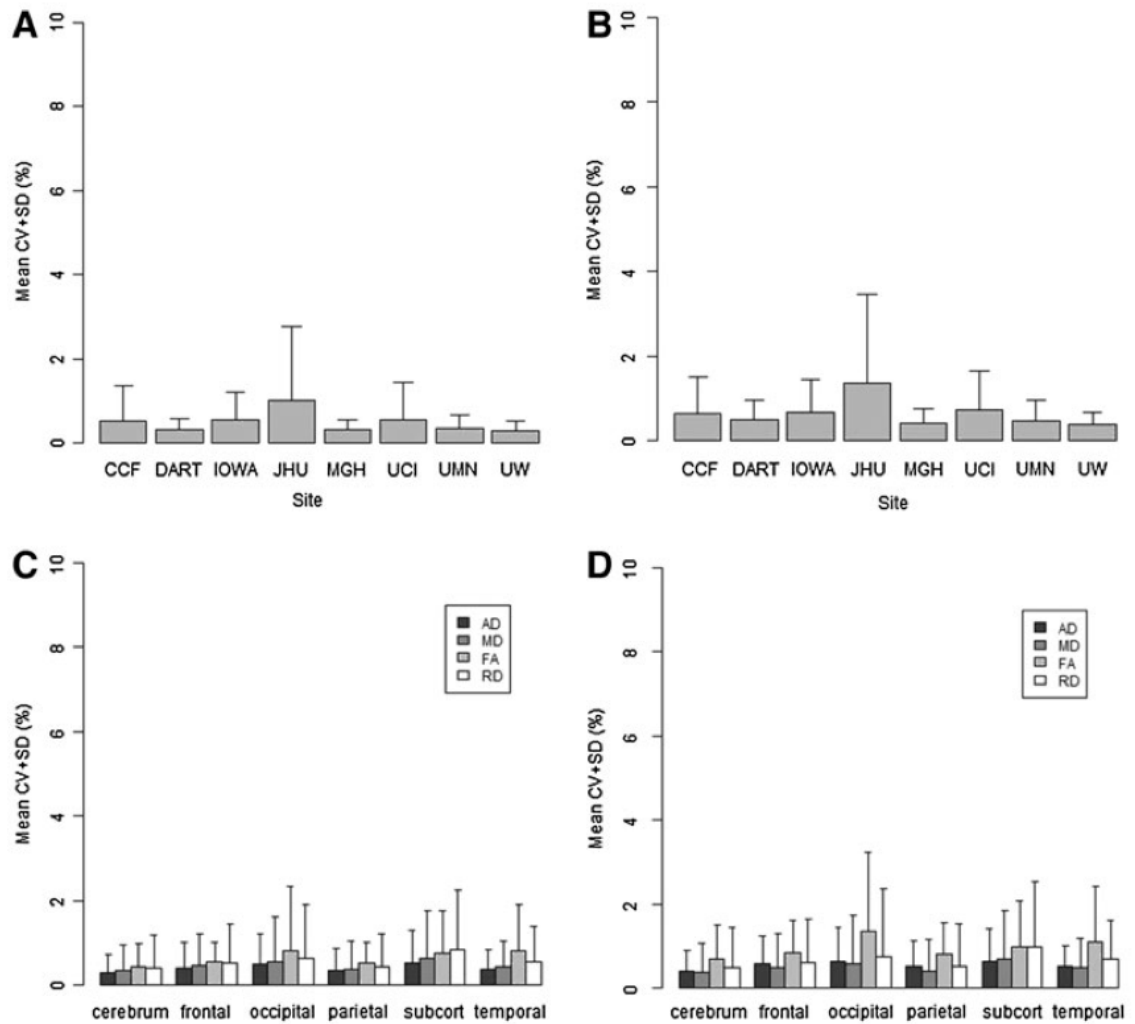 A
Mean CV+SD (%)
10
8
6
4
2
0
CCF DART IOWA JHU MGH UCI UMN UW
Site
B
Mean CV+SD (%)
10
8
6
4
2
0
CCF DART IOWA JHU MGH UCI UMN UW
Site
C
Mean CV+SD (%)
10
8
6
4
2
0
AD
MD
FA
RD
cerebrum frontal occipital parietal subcort temporal
D
Mean CV+SD (%)
10
8
6
4
2
0
AD
MD
FA
RD
cerebrum frontal occipital parietal subcort temporal